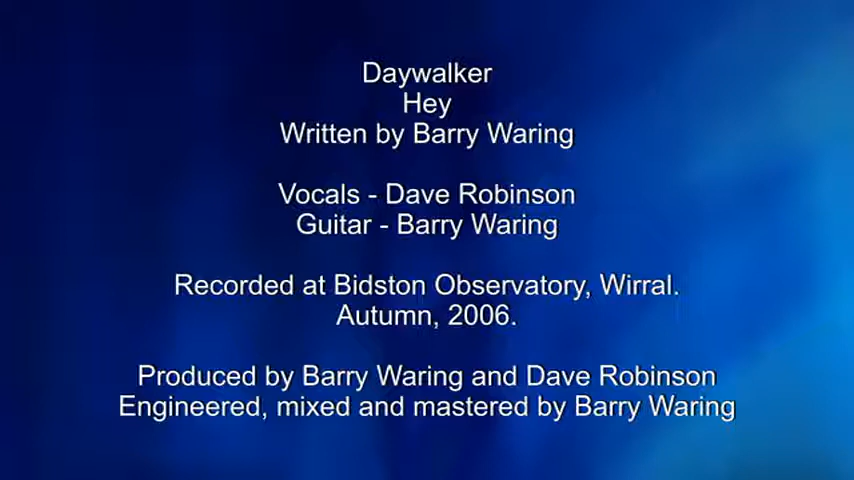 Daywalker
Hey
Written by Barry Waring
Vocals - Dave Robinson
Guitar - Barry Waring
Recorded at Bidston Observatory, Wirral.
Autumn, 2006.
Produced by Barry Waring and Dave Robinson
Engineered, mixed and mastered by Barry Waring